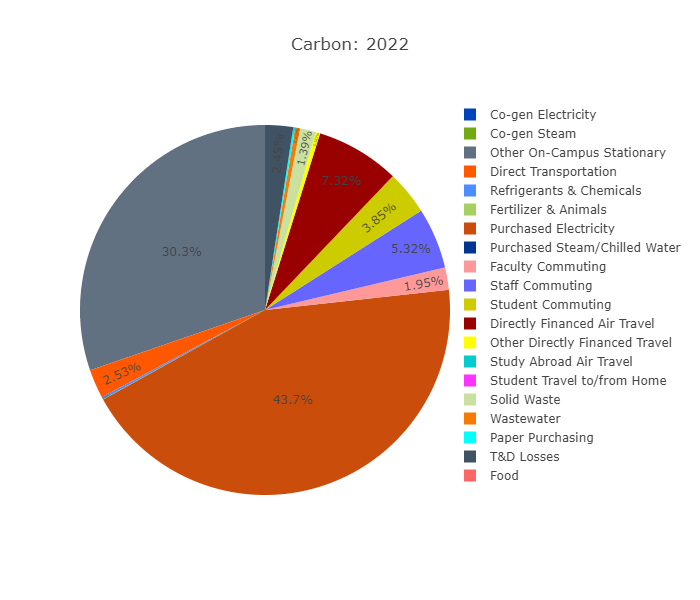 Carbon: 2022
2.45%
1.39%
7.32%
3.85%
5.32%
1.95%
43.7%
2.53%
30.3%
Co-gen Electricity
Co-gen Steam
Other On-Campus Stationary
Direct Transportation
Refrigerants & Chemicals
Fertilizer & Animals
Purchased Electricity
Purchased Steam/Chilled Water
Faculty Commuting
Staff Commuting
Student Commuting
Directly Financed Air Travel
Other Directly Financed Travel
Study Abroad Air Travel
Student Travel to/from Home
Solid Waste
Wastewater
Paper Purchasing
T&D Losses
Food